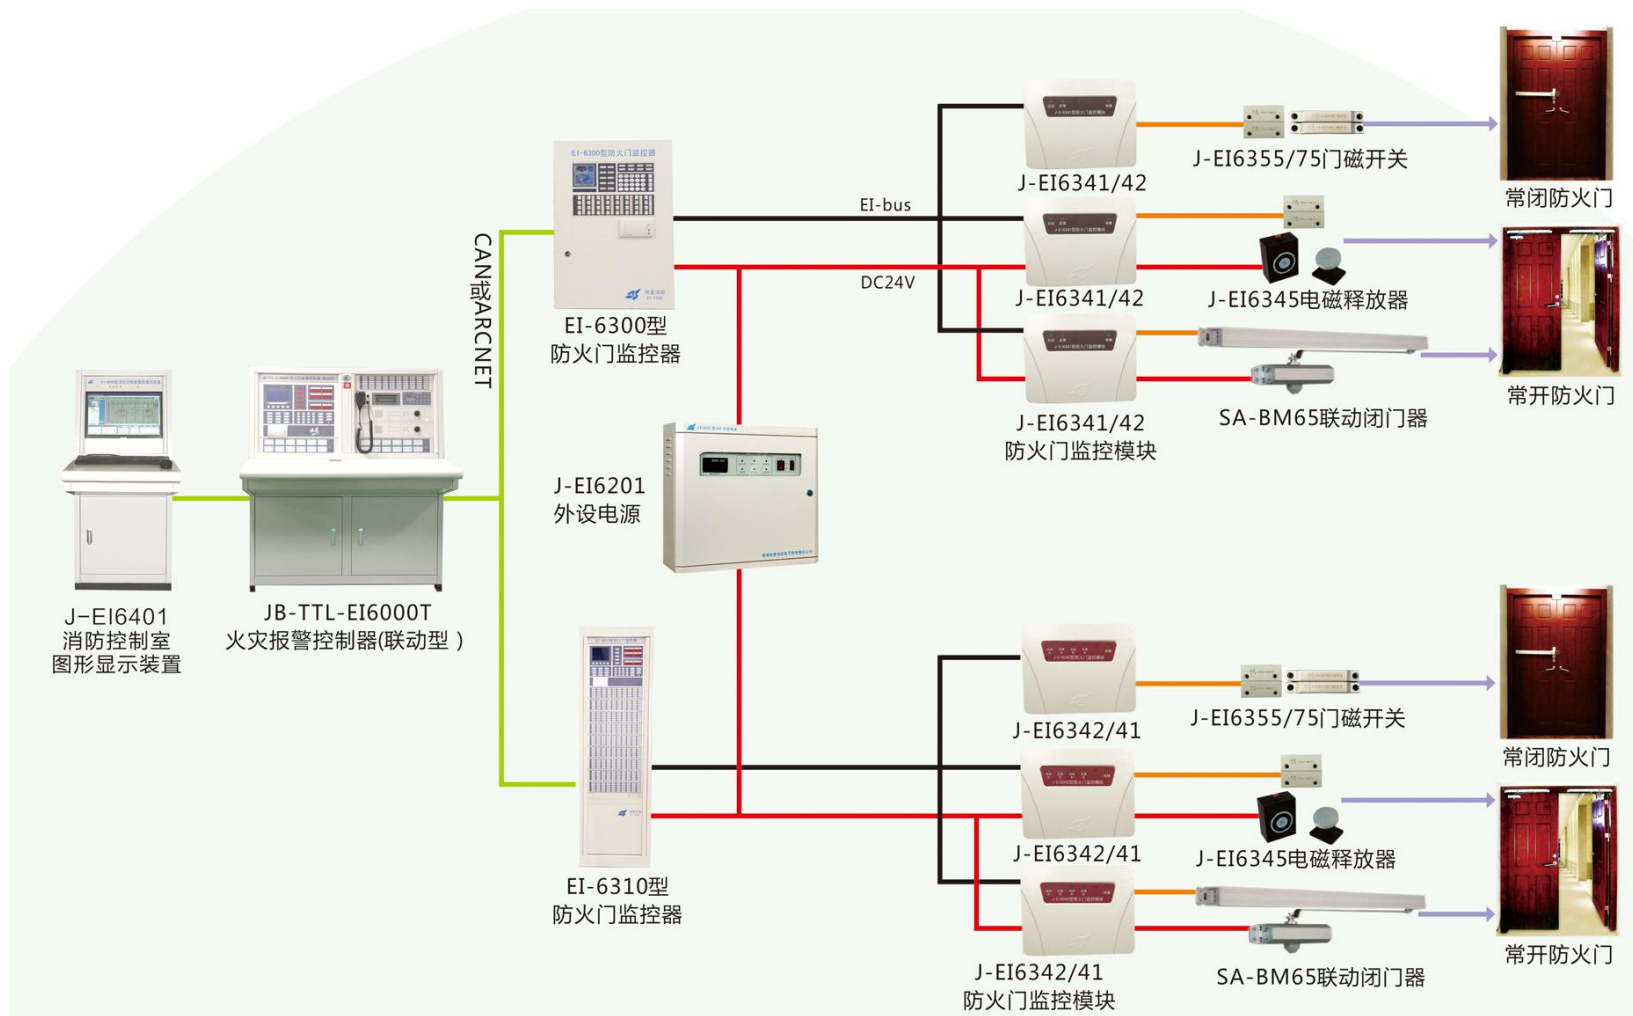 常闭防火门
J-EI6355/75门磁开关
J-EI6341/42
EI-6300型防火门监控器
EI-bus
J-EI6341/42
J-EI6345电磁释放器
DC24V
CAN或ARCNET
EI-6300型
防火门监控器
常开防火门
SA-BM65联动闭门器
J-EI6341/42
防火门监控模块
J-EI6201
外设电源
J-EI6401
消防控制室
图形显示装置
JB-TTL-EI6000T
火灾报警控制器(联动型)
J-EI6355/75门磁开关
J-EI6342/41
常闭防火门
J-EI6342/41
J-EI6345电磁释放器
EI-6310型
防火门监控器
常开防火门
SA-BM65联动闭门器
J-EI6342/41
防火门监控模块